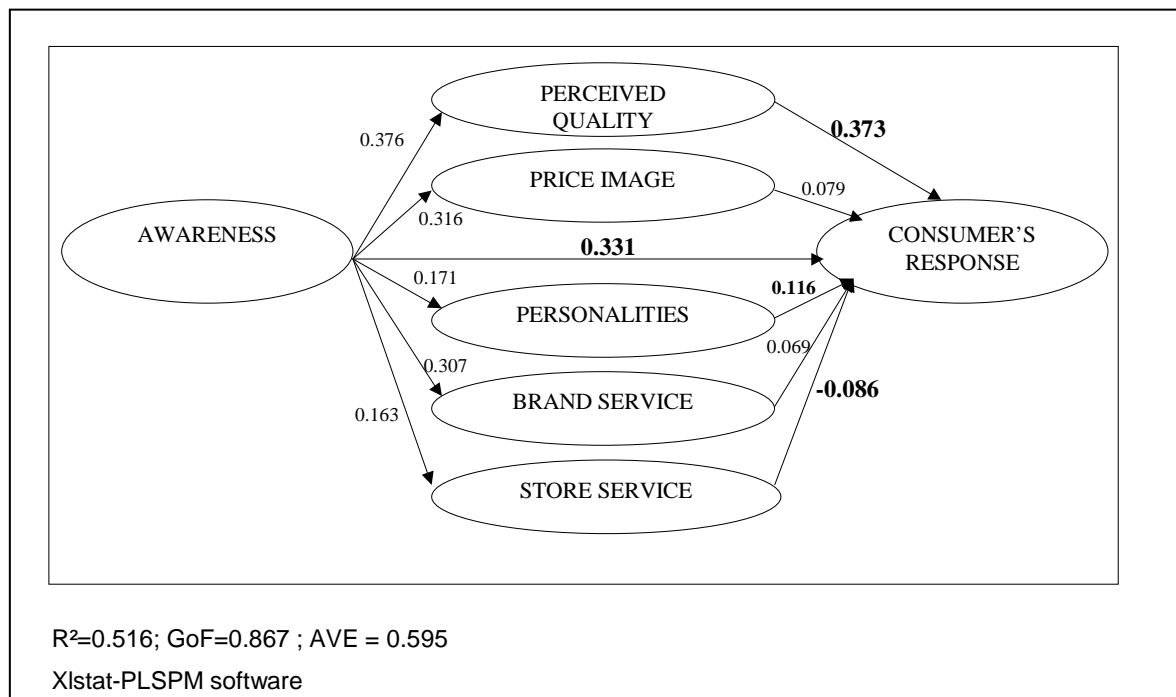 PERCEIVED
QUALITY
0.373
0.376
PRICE IMAGE
0.079
0.316
AWARENESS
0.331
CONSUMER'S
RESPONSE
0.171
0.116
PERSONALITIES
0.069
0.307
BRAND SERVICE
-0.086
0.163
STORE SERVICE
R²=0.516; GoF=0.867 ; AVE = 0.595
Xlstat-PLSPM software